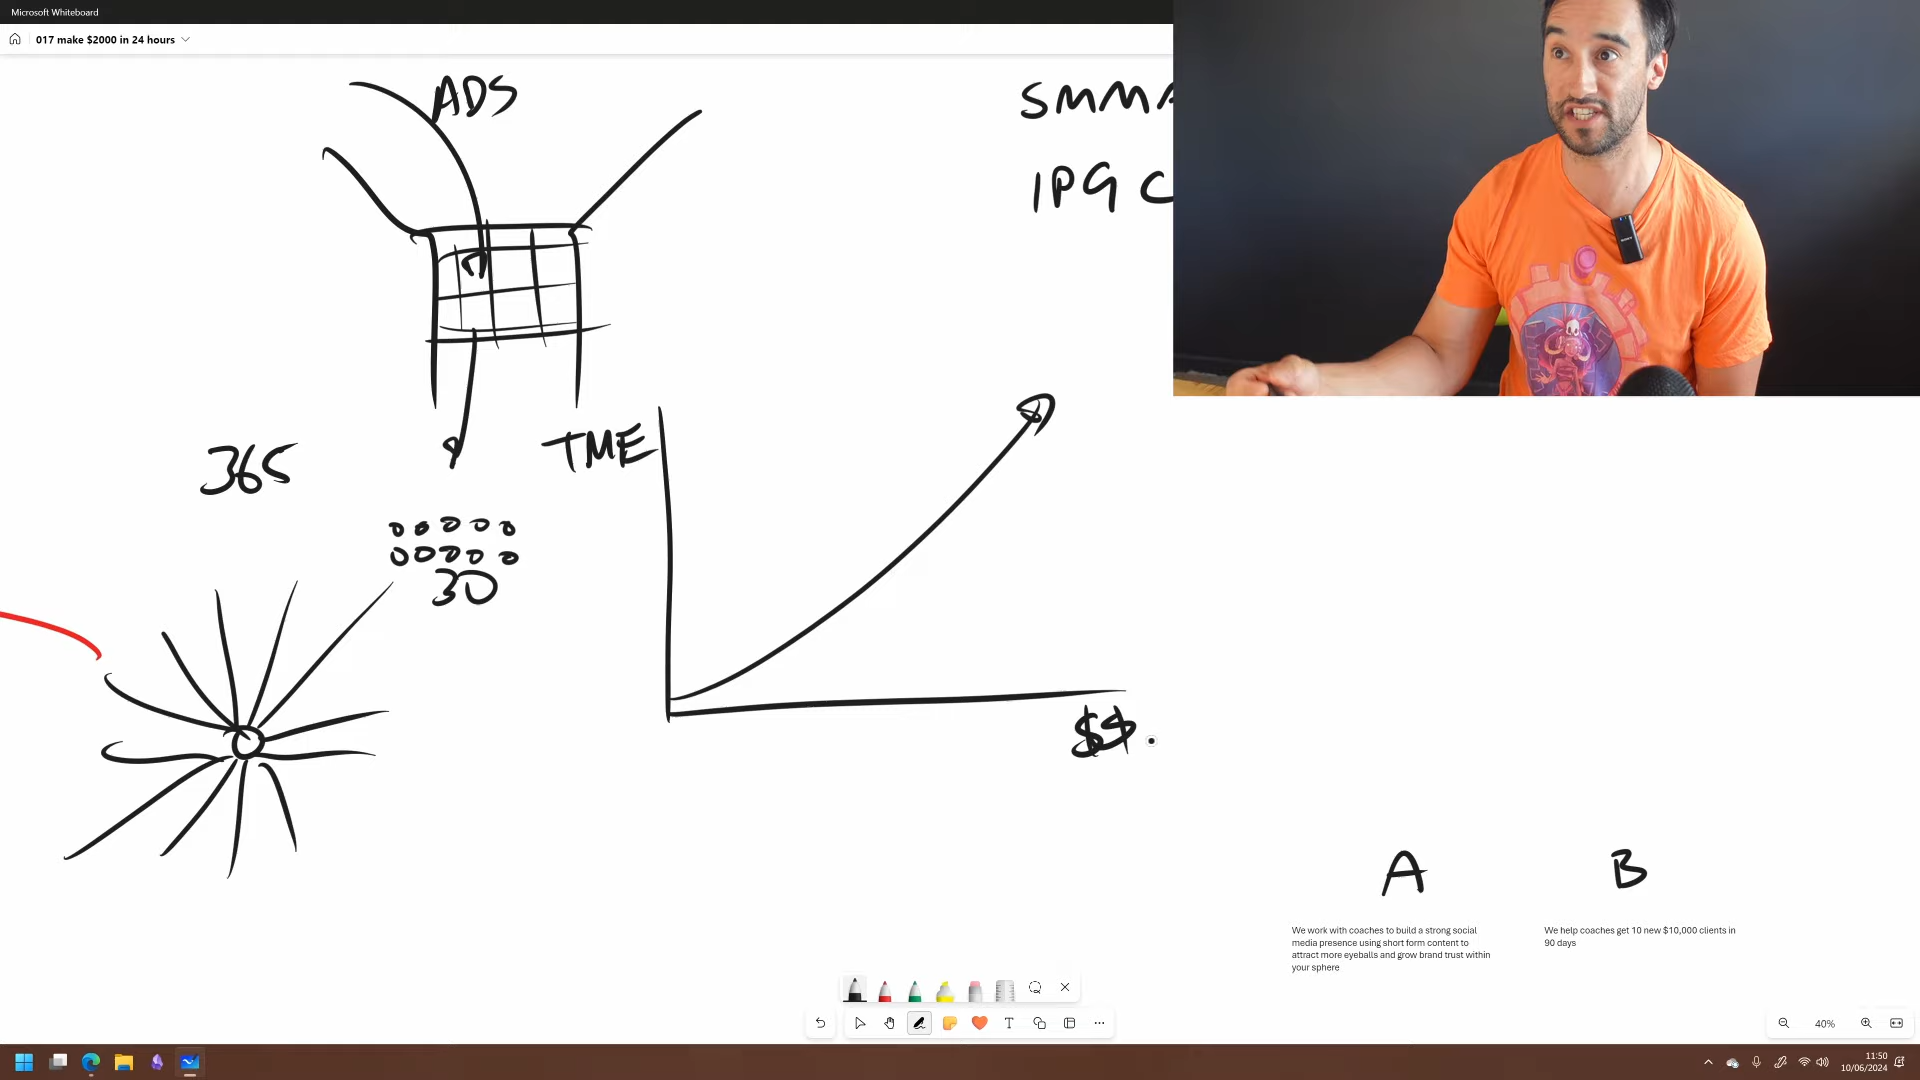 Microsoft Whiteboard
017 make $2000 in 24 hours
ADS
SMMA
IPG C
TME
365
30
$$
A
B
We work with coaches to build a strong social
media presence using short form content to
attract more eyeballs and grow brand trust within
your sphere
We help coaches get 10 new $10,000 clients in
90 days
40%
11:50
10/06/2024